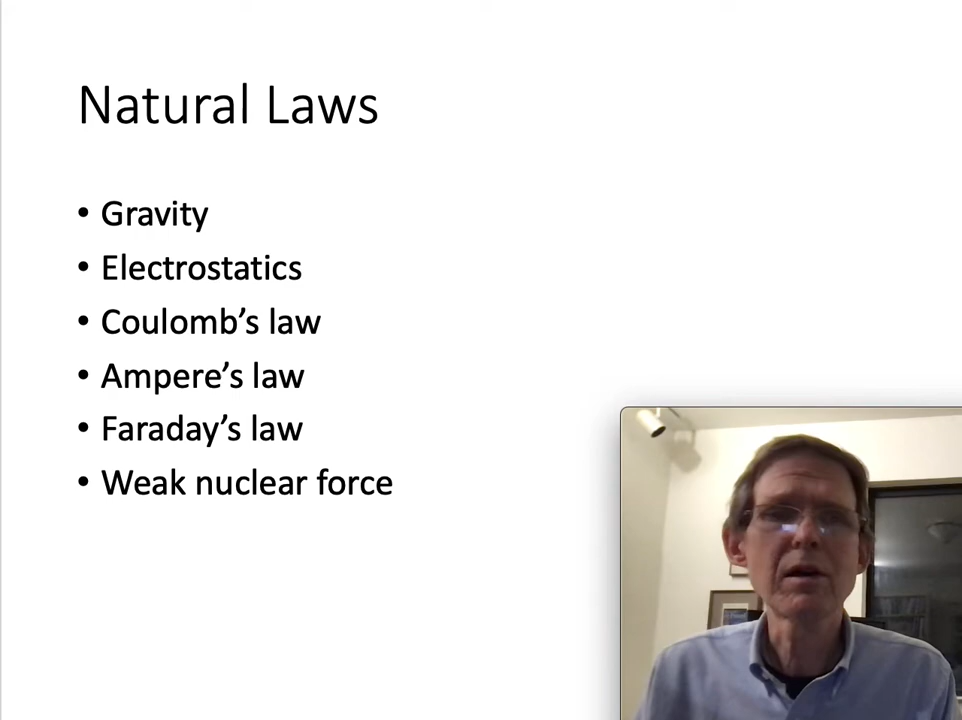 Natural Laws
• Gravity
• Electrostatics
• Coulomb’s law
• Ampere’s law
• Faraday’s law
• Weak nuclear force